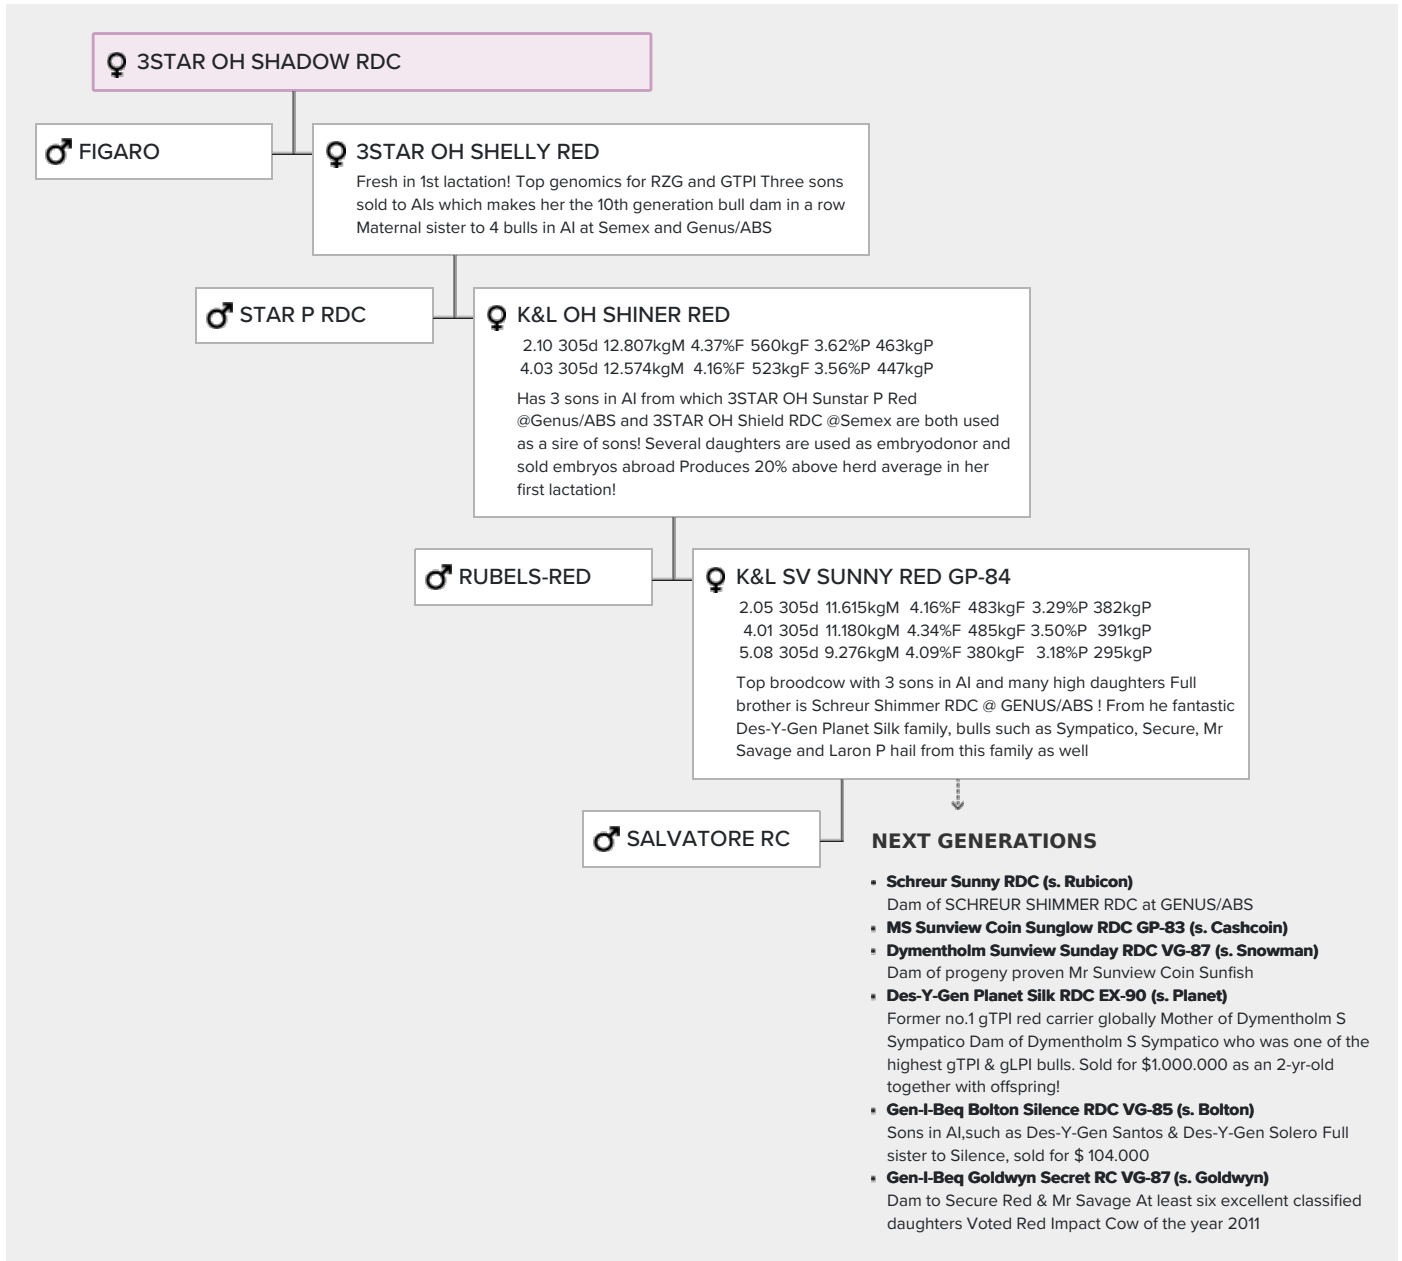 3STAR OH SHADOW RDC
FIGARO
3STAR OH SHELLY RED
Fresh in 1st lactation! Top genomics for RZG and GTPI Three sons
sold to AIs which makes her the 10th generation bull dam in a row
Maternal sister to 4 bulls in AI at Semex and Genus/ABS
STAR P RDC
K&L OH SHINER RED
2.10 305d 12.807kgM 4.37%F 560kgF 3.62%P 463kgP
4.03 305d 12.574kgM 4.16%F 523kgF 3.56%P 447kgP
Has 3 sons in AI from which 3STAR OH Sunstar P Red
@Genus/ABS and 3STAR OH Shield RDC @Semex are both used
as a sire of sons! Several daughters are used as embryodonor and
sold embryos abroad Produces 20% above herd average in her
first lactation!
RUBELS-RED
K&L SV SUNNY RED GP-84
2.05 305d 11.615kgM 4.16%F 483kgF 3.29%P 382kgP
4.01 305d 11.180kgM 4.34%F 485kgF 3.50%P 391kgP
5.08 305d 9.276kgM 4.09%F 380kgF 3.18%P 295kgP
Top broodcow with 3 sons in AI and many high daughters Full
brother is Schreur Shimmer RDC @ GENUS/ABS ! From he fantastic
Des-Y-Gen Planet Silk family, bulls such as Sympatico, Secure, Mr
Savage and Laron P hail from this family as well
SALVATORE RC
NEXT GENERATIONS
▪ Schreur Sunny RDC (s. Rubicon)
Dam of SCHREUR SHIMMER RDC at GENUS/ABS
▪ MS Sunview Coin Sunglow RDC GP-83 (s. Cashcoin)
▪ Dymentholm Sunview Sunday RDC VG-87 (s. Snowman)
Dam of progeny proven Mr Sunview Coin Sunfish
▪ Des-Y-Gen Planet Silk RDC EX-90 (s. Planet)
Former no.1 gTPI red carrier globally Mother of Dymentholm S
Sympatico Dam of Dymentholm S Sympatico who was one of the
highest gTPI & gLPI bulls. Sold for $1.000.000 as an 2-yr-old
together with offspring!
▪ Gen-I-Beq Bolton Silence RDC VG-85 (s. Bolton)
Sons in AI,such as Des-Y-Gen Santos & Des-Y-Gen Solero Full
sister to Silence, sold for $ 104.000
▪ Gen-I-Beq Goldwyn Secret RC VG-87 (s. Goldwyn)
Dam to Secure Red & Mr Savage At least six excellent classified
daughters Voted Red Impact Cow of the year 2011